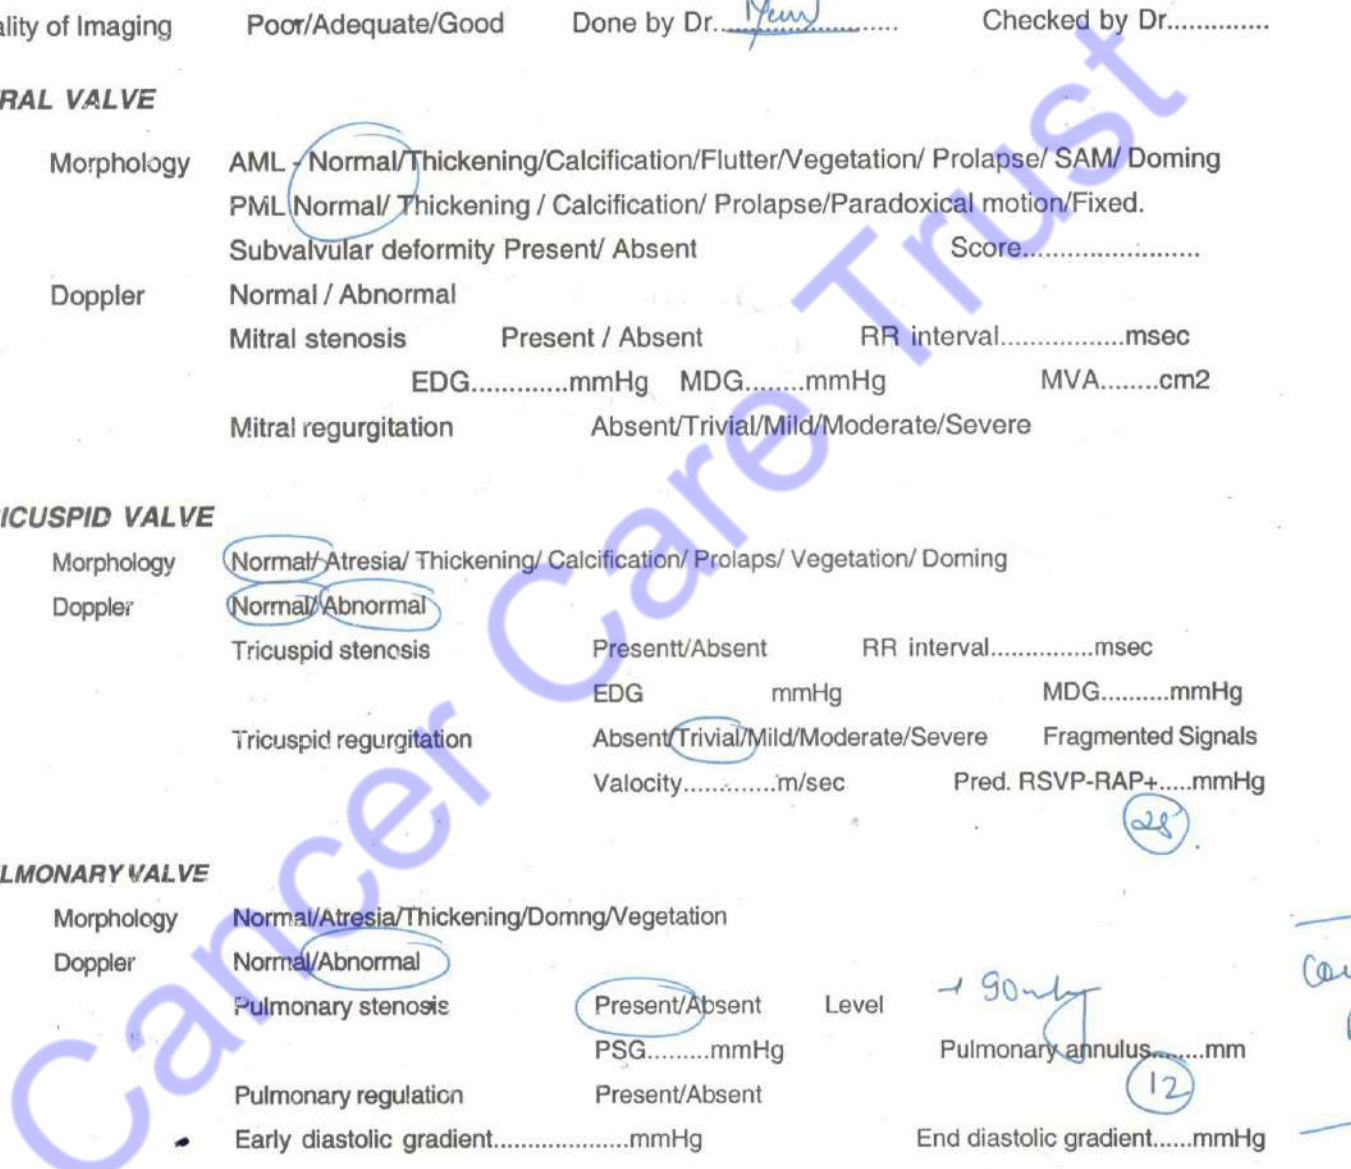 ality of Imaging Poor/Adequate/Good Done by Dr................. Checked by Dr..............
RAL VALVE
Morphology AML - Normal/Thickening/Calcification/Flutter/Vegetation/ Prolapse/ SAM/ Doming
PML Normal/ Thickening / Calcification/ Prolapse/Paradoxical motion/Fixed.
Subvalvular deformity Present/ Absent Score........................
Doppler Normal / Abnormal
Mitral stenosis Present / Absent RR interval.................msec
EDG.............mmHg MDG........mmHg MVA........cm2
Mitral regurgitation Absent/Trivial/Mild/Moderate/Severe
ICUSPID VALVE
Morphology Normal/ Atresia/ Thickening/ Calcification/ Prolaps/ Vegetation/ Doming
Doppler Normal/Abnormal
Tricuspid stenosis Presentt/Absent RR interval...............msec
EDG mmHg MDG..........mmHg
Tricuspid regurgitation Absent/Trivial/Mild/Moderate/Severe Fragmented Signals
Valocity..............m/sec Pred. RSVP-RAP+.....mmHg
28
LMONARY VALVE
Morphology Normal/Atresia/Thickening/Domng/Vegetation
Doppler Normal/Abnormal
Pulmonary stenosis Present/Absent Level
PSG.........mmHg Pulmonary annulus........mm
12
Pulmonary regulation Present/Absent
Early diastolic gradient....................mmHg End diastolic gradient......mmHg
Cancer Care Trust